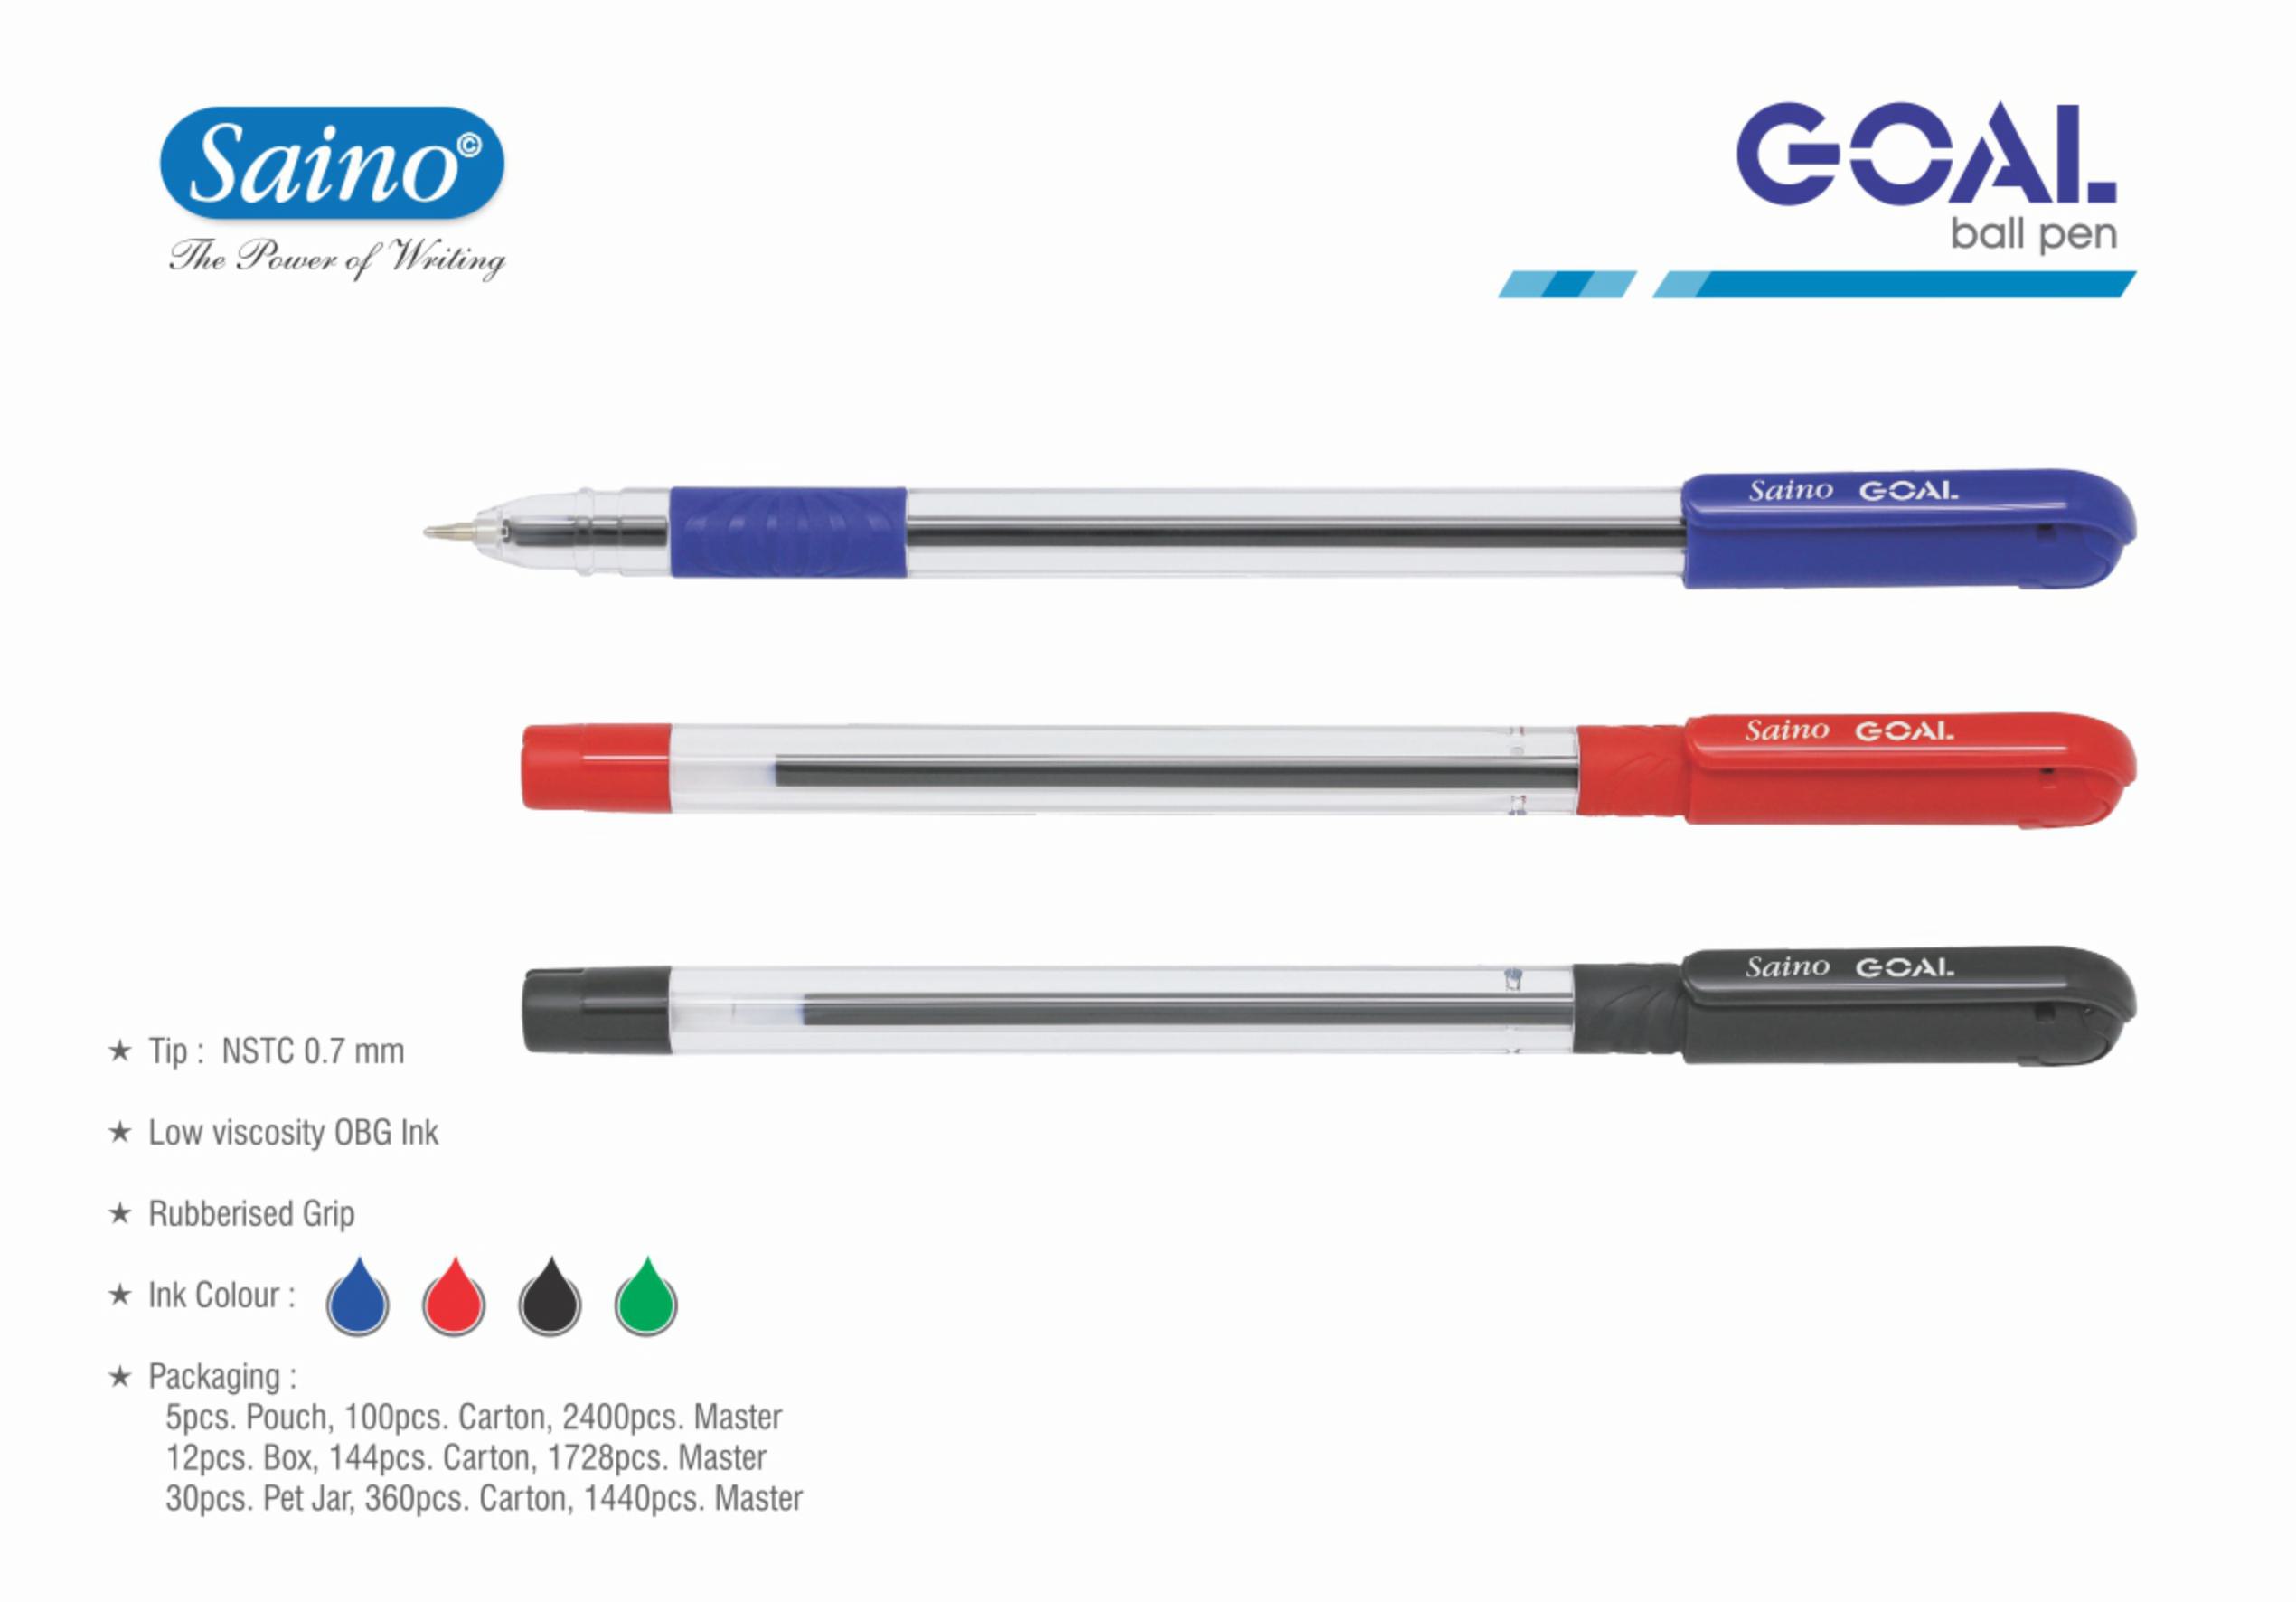 Saino©
The Power of Writing
GOAL
ball pen
Saino GOAL
Saino GOAL
Saino GOAL
★ Tip : NSTC 0.7 mm
★ Low viscosity OBG Ink
★ Rubberised Grip
★ Ink Colour :
★ Packaging :
5pcs. Pouch, 100pcs. Carton, 2400pcs. Master
12pcs. Box, 144pcs. Carton, 1728pcs. Master
30pcs. Pet Jar, 360pcs. Carton, 1440pcs. Master